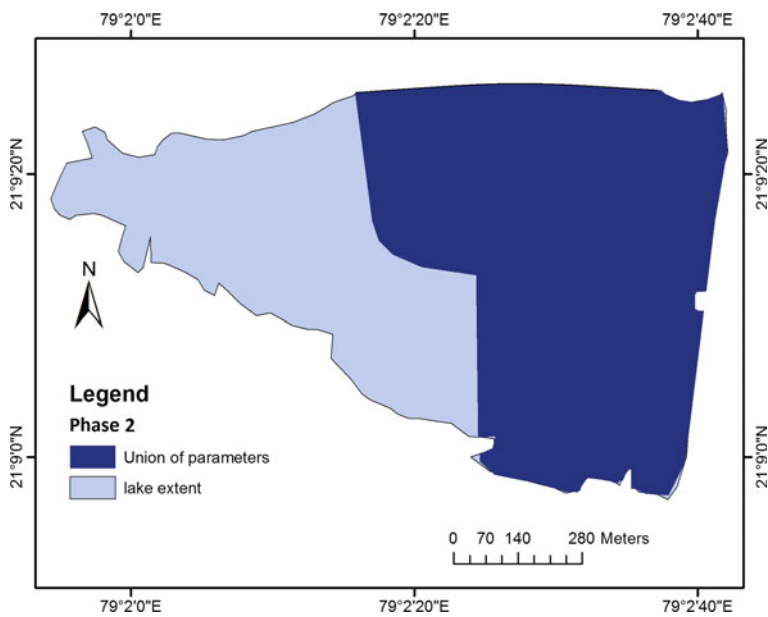 79°2'0"E 79°2'20"E 79°2'40"E
21°9'20"N 21°9'20"N
N
Legend
Phase 2
Union of parameters
lake extent
21°9'0"N 21°9'0"N
0 70 140 280 Meters
79°2'0"E 79°2'20"E 79°2'40"E